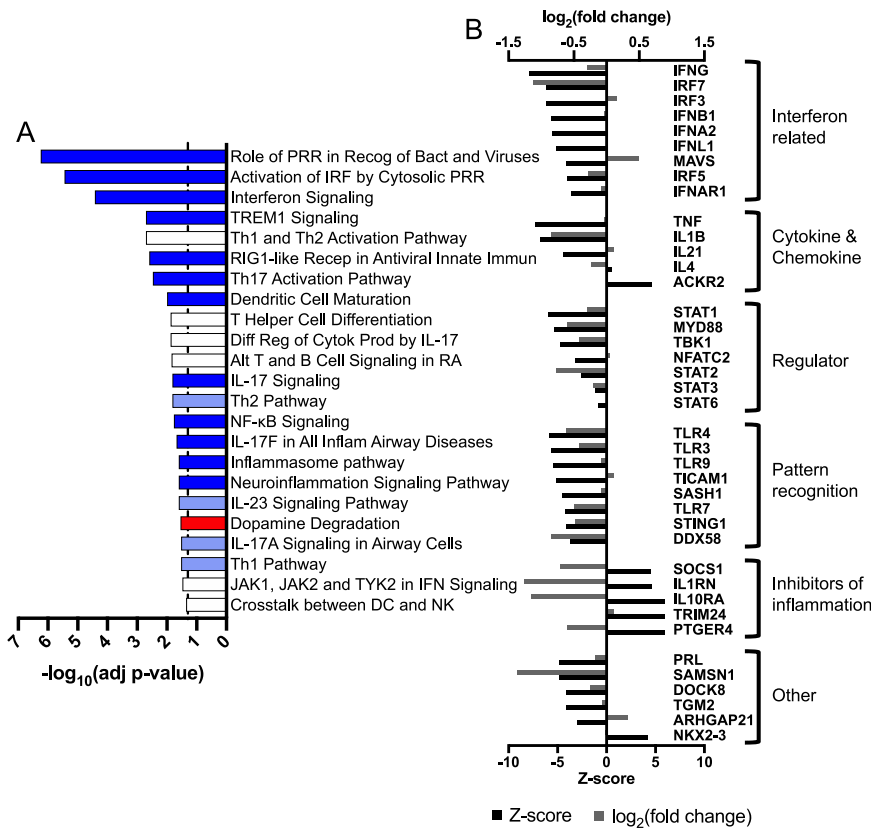 A
Role of PRR in Recog of Bact and Viruses
Activation of IRF by Cytosolic PRR
Interferon Signaling
TREM1 Signaling
Th1 and Th2 Activation Pathway
RIG1-like Recep in Antiviral Innate Immun
Th17 Activation Pathway
Dendritic Cell Maturation
T Helper Cell Differentiation
Diff Reg of Cytok Prod by IL-17
Alt T and B Cell Signaling in RA
IL-17 Signaling
Th2 Pathway
NF-κB Signaling
IL-17F in All Inflam Airway Diseases
Inflammasome pathway
Neuroinflammation Signaling Pathway
IL-23 Signaling Pathway
Dopamine Degradation
IL-17A Signaling in Airway Cells
Th1 Pathway
JAK1, JAK2 and TYK2 in IFN Signaling
Crosstalk between DC and NK
7 6 5 4 3 2 1 0
-log10(adj p-value)
B
log2(fold change)
-1.5 -0.5 0.5 1.5
IFNG
IRF7
IRF3
IFNB1
IFNA2
IFNL1
MAVS
IRF5
IFNAR1
Interferon
related
TNF
IL1B
IL21
IL4
ACKR2
Cytokine &
Chemokine
STAT1
MYD88
TBK1
NFATC2
STAT2
STAT3
STAT6
Regulator
TLR4
TLR3
TLR9
TICAM1
SASH1
TLR7
STING1
DDX58
Pattern
recognition
SOCS1
IL1RN
IL10RA
TRIM24
PTGER4
Inhibitors of
inflammation
PRL
SAMSN1
DOCK8
TGM2
ARHGAP21
NKX2-3
Other
-10 -5 0 5 10
Z-score
Z-score log2(fold change)